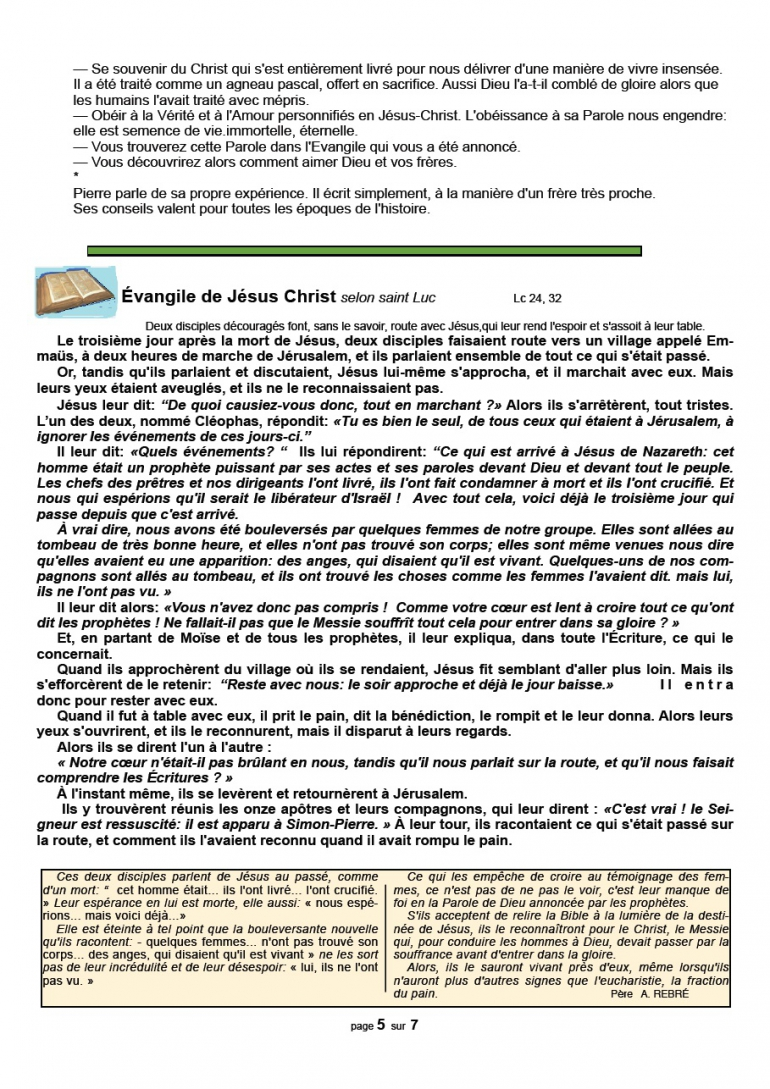 — Se souvenir du Christ qui s'est entièrement livré pour nous délivrer d'une manière de vivre insensée.
Il a été traité comme un agneau pascal, offert en sacrifice. Aussi Dieu l'a-t-il comblé de gloire alors que
les humains l'avait traité avec mépris.
— Obéir à la Vérité et à l'Amour personnifiés en Jésus-Christ. L'obéissance à sa Parole nous engendre:
elle est semence de vie.immortelle, éternelle.
— Vous trouverez cette Parole dans l'Evangile qui vous a été annoncé.
— Vous découvrirez alors comment aimer Dieu et vos frères.
*
Pierre parle de sa propre expérience. Il écrit simplement, à la manière d'un frère très proche.
Ses conseils valent pour toutes les époques de l'histoire.
Évangile de Jésus Christ selon saint Luc Lc 24, 32
Deux disciples découragés font, sans le savoir, route avec Jésus,qui leur rend l'espoir et s'assoit à leur table.
Le troisième jour après la mort de Jésus, deux disciples faisaient route vers un village appelé Em-
maüs, à deux heures de marche de Jérusalem, et ils parlaient ensemble de tout ce qui s'était passé.
Or, tandis qu'ils parlaient et discutaient, Jésus lui-même s'approcha, et il marchait avec eux. Mais
leurs yeux étaient aveuglés, et ils ne le reconnaissaient pas.
Jésus leur dit: “De quoi causiez-vous donc, tout en marchant ?» Alors ils s'arrêtèrent, tout tristes.
L’un des deux, nommé Cléophas, répondit: «Tu es bien le seul, de tous ceux qui étaient à Jérusalem, à
ignorer les événements de ces jours-ci.”
Il leur dit: «Quels événements? “ Ils lui répondirent: “Ce qui est arrivé à Jésus de Nazareth: cet
homme était un prophète puissant par ses actes et ses paroles devant Dieu et devant tout le peuple.
Les chefs des prêtres et nos dirigeants l'ont livré, ils l'ont fait condamner à mort et ils l'ont crucifié. Et
nous qui espérions qu'il serait le libérateur d'Israël ! Avec tout cela, voici déjà le troisième jour qui
passe depuis que c'est arrivé.
À vrai dire, nous avons été bouleversés par quelques femmes de notre groupe. Elles sont allées au
tombeau de très bonne heure, et elles n'ont pas trouvé son corps; elles sont même venues nous dire
qu'elles avaient eu une apparition: des anges, qui disaient qu'il est vivant. Quelques-uns de nos com-
pagnons sont allés au tombeau, et ils ont trouvé les choses comme les femmes l'avaient dit. mais lui,
ils ne l'ont pas vu. »
Il leur dit alors: «Vous n'avez donc pas compris ! Comme votre cœur est lent à croire tout ce qu'ont
dit les prophètes ! Ne fallait-il pas que le Messie souffrît tout cela pour entrer dans sa gloire ? »
Et, en partant de Moïse et de tous les prophètes, il leur expliqua, dans toute l'Écriture, ce qui le
concernait.
Quand ils approchèrent du village où ils se rendaient, Jésus fit semblant d'aller plus loin. Mais ils
s'efforcèrent de le retenir: “Reste avec nous: le soir approche et déjà le jour baisse.» Il entra
donc pour rester avec eux.
Quand il fut à table avec eux, il prit le pain, dit la bénédiction, le rompit et le leur donna. Alors leurs
yeux s'ouvrirent, et ils le reconnurent, mais il disparut à leurs regards.
Alors ils se dirent l'un à l'autre :
« Notre cœur n'était-il pas brûlant en nous, tandis qu'il nous parlait sur la route, et qu'il nous faisait
comprendre les Écritures ? »
À l'instant même, ils se levèrent et retournèrent à Jérusalem.
Ils y trouvèrent réunis les onze apôtres et leurs compagnons, qui leur dirent : «C'est vrai ! le Sei-
gneur est ressuscité: il est apparu à Simon-Pierre. » À leur tour, ils racontaient ce qui s'était passé sur
la route, et comment ils l'avaient reconnu quand il avait rompu le pain.
Ces deux disciples parlent de Jésus au passé, comme
d'un mort: “ cet homme était... ils l'ont livré... l'ont crucifié.
» Leur espérance en lui est morte, elle aussi: « nous espé-
rions... mais voici déjà...»
Elle est éteinte à tel point que la bouleversante nouvelle
qu'ils racontent: - quelques femmes... n'ont pas trouvé son
corps... des anges, qui disaient qu'il est vivant » ne les sort
pas de leur incrédulité et de leur désespoir: « lui, ils ne l'ont
pas vu. »
Ce qui les empêche de croire au témoignage des fem-
mes, ce n'est pas de ne pas le voir, c'est leur manque de
foi en la Parole de Dieu annoncée par les prophètes.
S'ils acceptent de relire la Bible à la lumière de la desti-
née de Jésus, ils le reconnaîtront pour le Christ, le Messie
qui, pour conduire les hommes à Dieu, devait passer par la
souffrance avant d'entrer dans la gloire.
Alors, ils le sauront vivant près d'eux, même lorsqu'ils
n'auront plus d'autres signes que l'eucharistie, la fraction
du pain. Père A. REBRÉ
page 5 sur 7